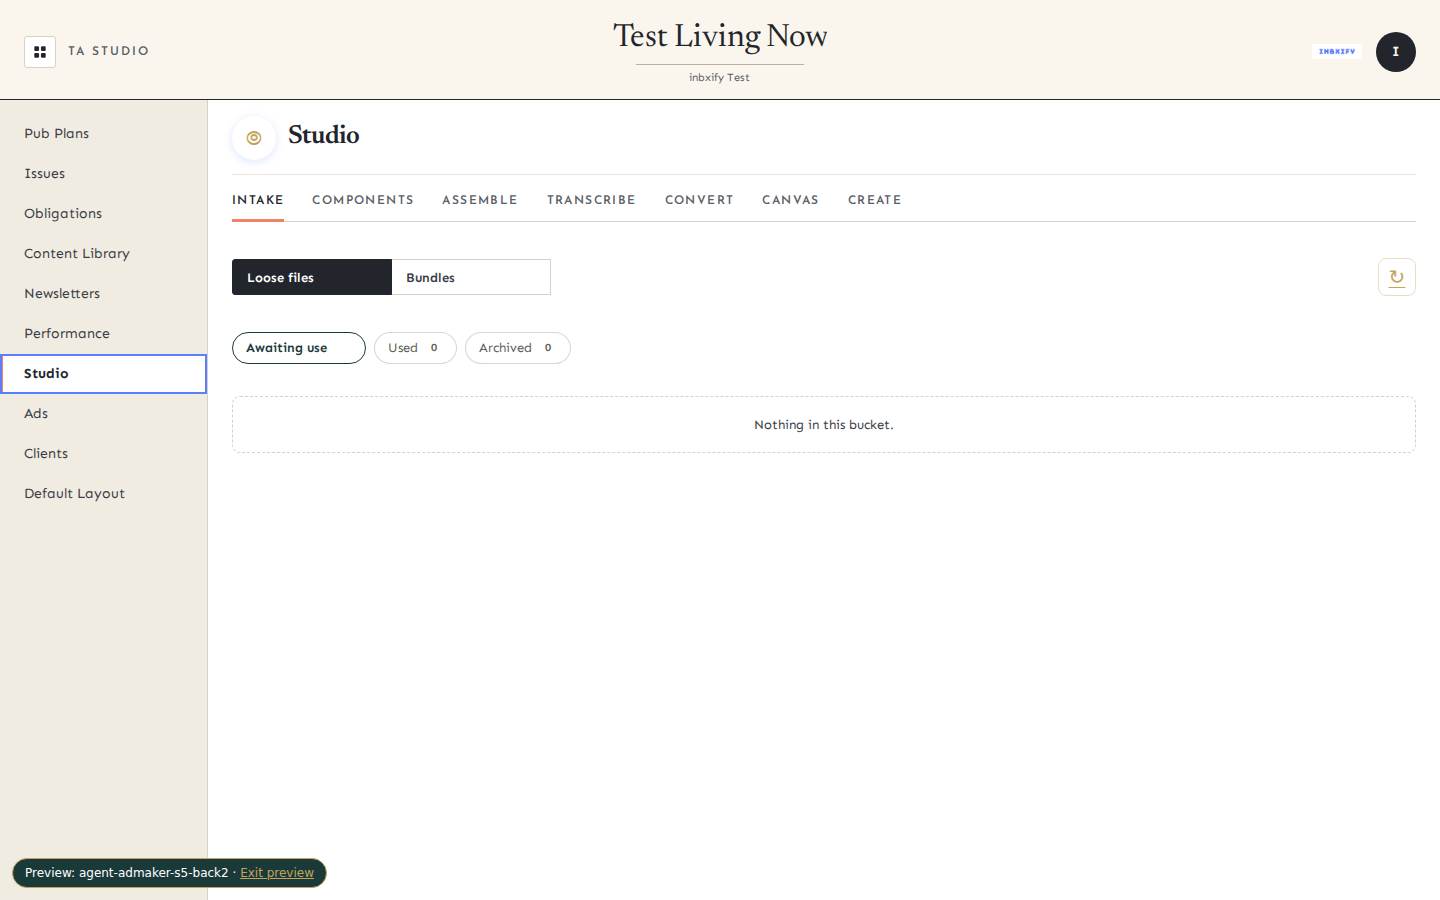 TA STUDIO
Test Living Now
inbxify Test
INBXIFY
I
Pub Plans
Issues
Obligations
Content Library
Newsletters
Performance
Studio
Ads
Clients
Default Layout
Studio
INTAKE COMPONENTS ASSEMBLE TRANSCRIBE CONVERT CANVAS CREATE
Loose files Bundles
Awaiting use Used 0 Archived 0
Nothing in this bucket.
Preview: agent-admaker-s5-back2 · Exit preview